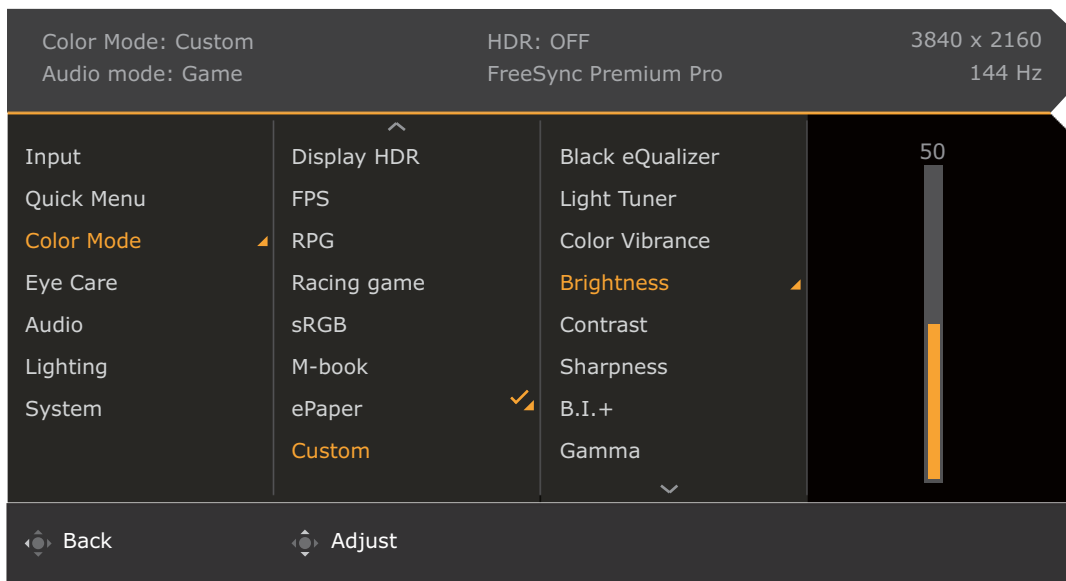 Color Mode: Custom
HDR: OFF
3840 x 2160
Audio mode: Game
FreeSync Premium Pro
144 Hz
Input
Quick Menu
Color Mode
Eye Care
Audio
Lighting
System
Display HDR
FPS
RPG
Racing game
sRGB
M-book
ePaper
Custom
Black eQualizer
Light Tuner
Color Vibrance
Brightness
Contrast
Sharpness
B.I.+
Gamma
50
Back
Adjust